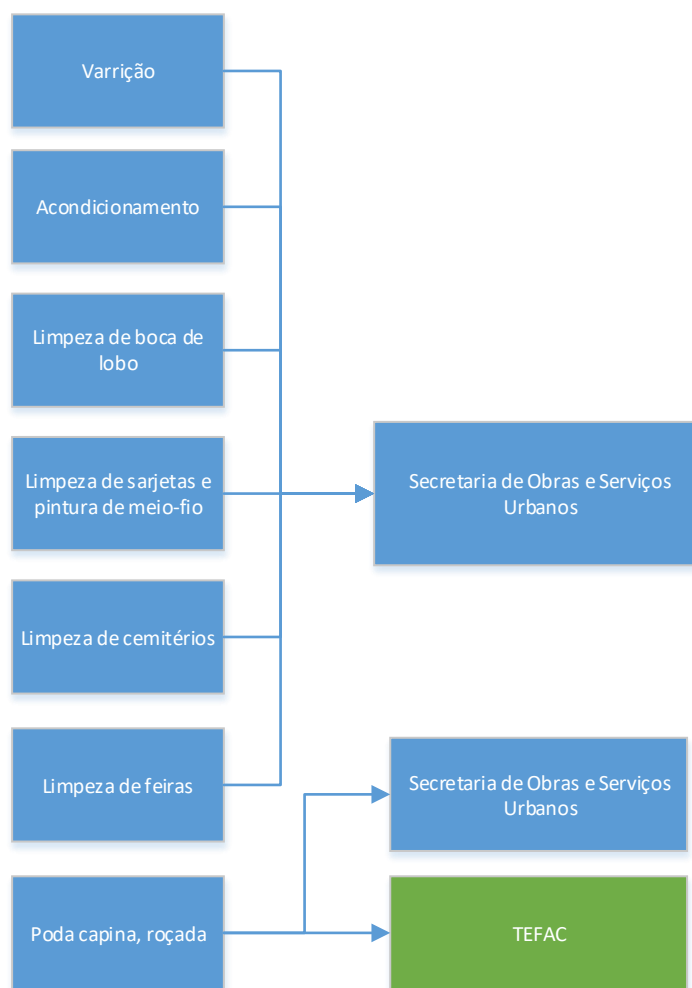 Varrição
Acondicionamento
Limpeza de boca de
lobo
Limpeza de sarjetas e
pintura de meio-fio
Secretaria de Obras e Serviços
Urbanos
Limpeza de cemitérios
Limpeza de feiras
Secretaria de Obras e Serviços
Urbanos
Poda capina, roçada
TEFAC